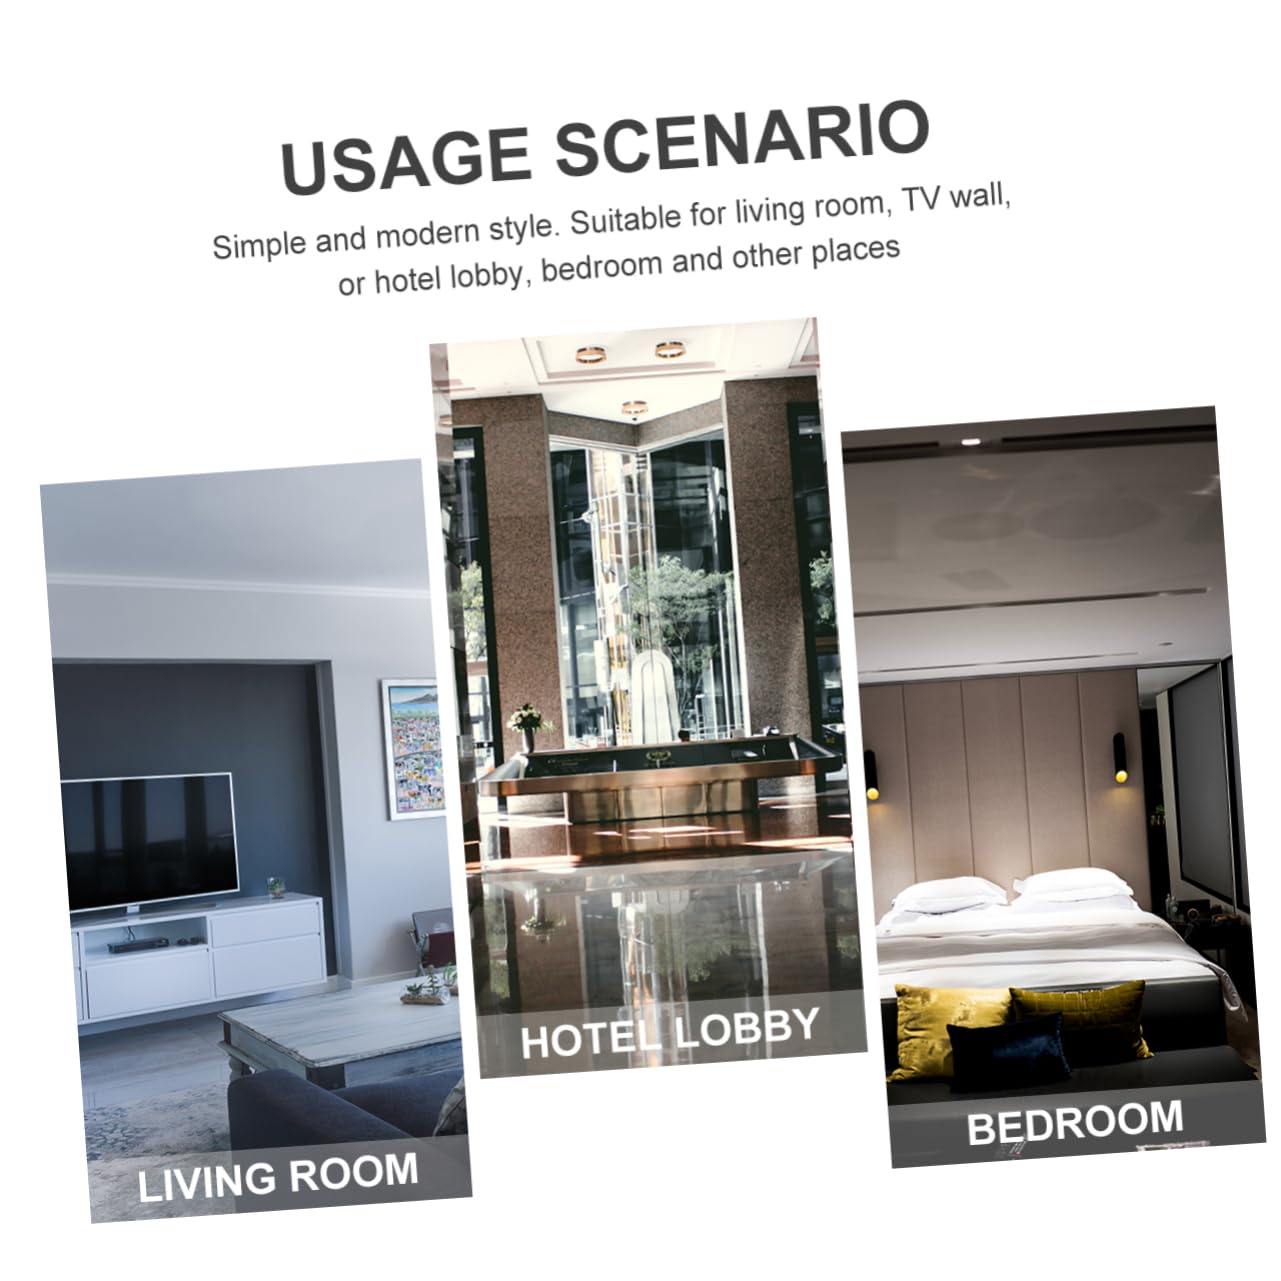 USAGE SCENARIO
Simple and modern style. Suitable for living room, TV wall,
or hotel lobby, bedroom and other places
HOTEL LOBBY
BEDROOM
LIVING ROOM